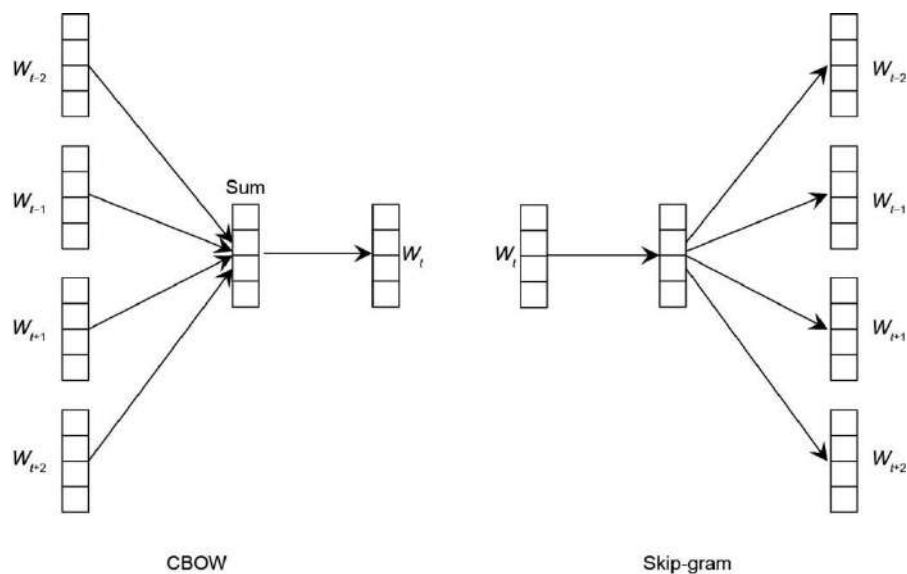 W_{t–2}
W_{t–1}
W_{t+1}
W_{t+2}
Sum
W_t
CBOW
W_t
W_{t–2}
W_{t–1}
W_{t+1}
W_{t+2}
Skip-gram